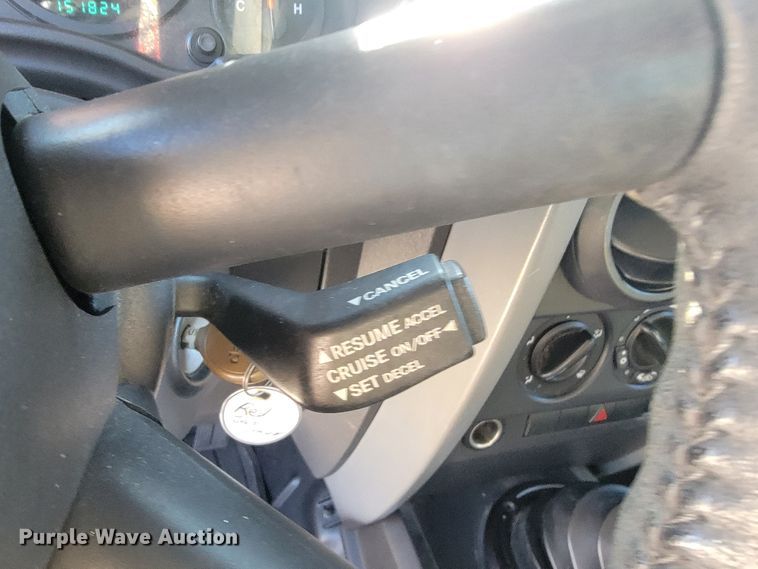 151824
C H
▼CANCEL
▲RESUME ACCEL
CRUISE ON/OFF◄
▼SET DECEL
Purple Wave Auction